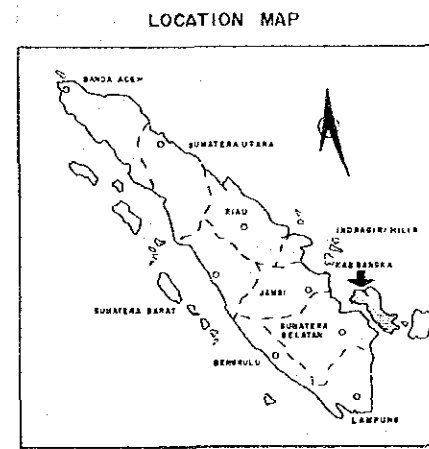 LOCATION MAP
BANDA ACEH
SUMATERA UTARA
RIAU
INDRAGIRI HILIR
KAB BANGKA
JAMBI
SUMATERA BARAT
SUMATERA
SELATAN
BENGKULU
LAMPUNG